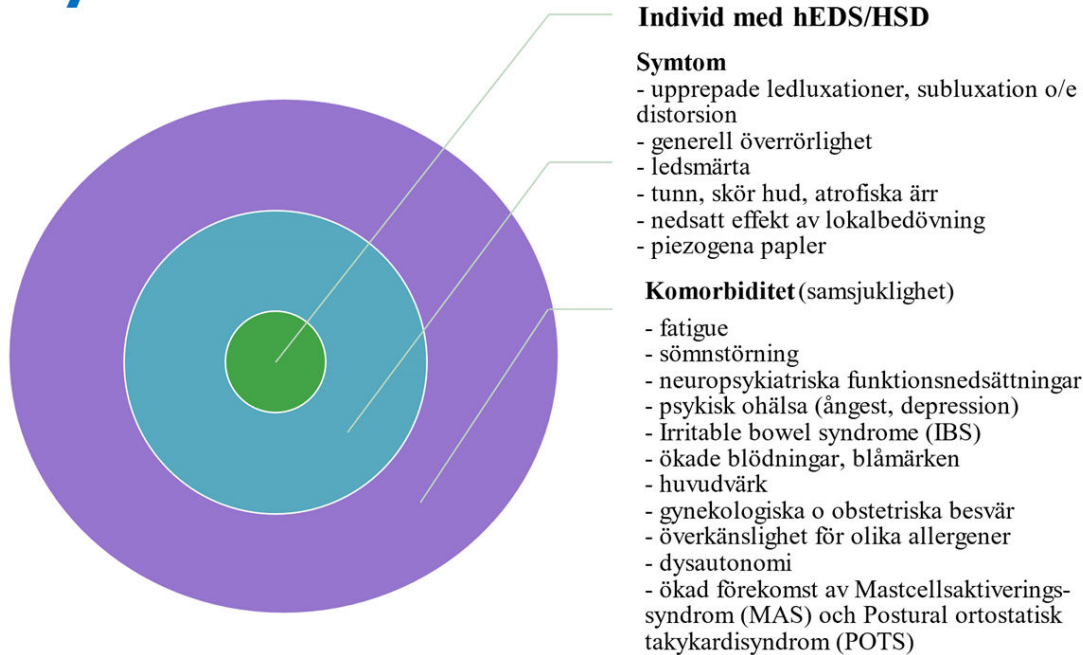 Individ med hEDS/HSD
Symtom
- upprepade ledluxationer, subluxation o/e
distorsion
- generell överrörlighet
- ledsmärta
- tunn, skör hud, atrofiska ärr
- nedsatt effekt av lokalbedövning
- piezogena papler
Komorbiditet (samsjuklighet)
- fatigue
- sömnstörning
- neuropsykiatriska funktionsnedsättningar
- psykisk ohälsa (ångest, depression)
- Irritable bowel syndrome (IBS)
- ökade blödningar, blåmärken
- huvudvärk
- gynekologiska o obstetriska besvär
- överkänslighet för olika allergener
- dysautonomi
- ökad förekomst av Mastcellsaktiverings-
syndrom (MAS) och Postural ortostatisk
takykardisyndrom (POTS)